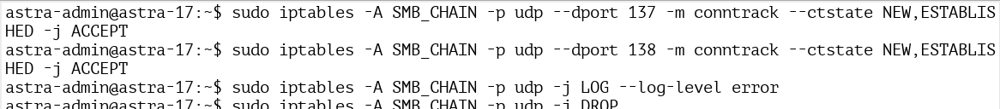 astra-admin@astra-17:~$ sudo iptables -A SMB_CHAIN -p udp --dport 137 -m conntrack --ctstate NEW,ESTABLIS
HED -j ACCEPT
astra-admin@astra-17:~$ sudo iptables -A SMB_CHAIN -p udp --dport 138 -m conntrack --ctstate NEW,ESTABLIS
HED -j ACCEPT
astra-admin@astra-17:~$ sudo iptables -A SMB_CHAIN -p udp -j LOG --log-level error
astra-admin@astra-17:~$ sudo iptables -A SMB_CHAIN -p udp -j DROP